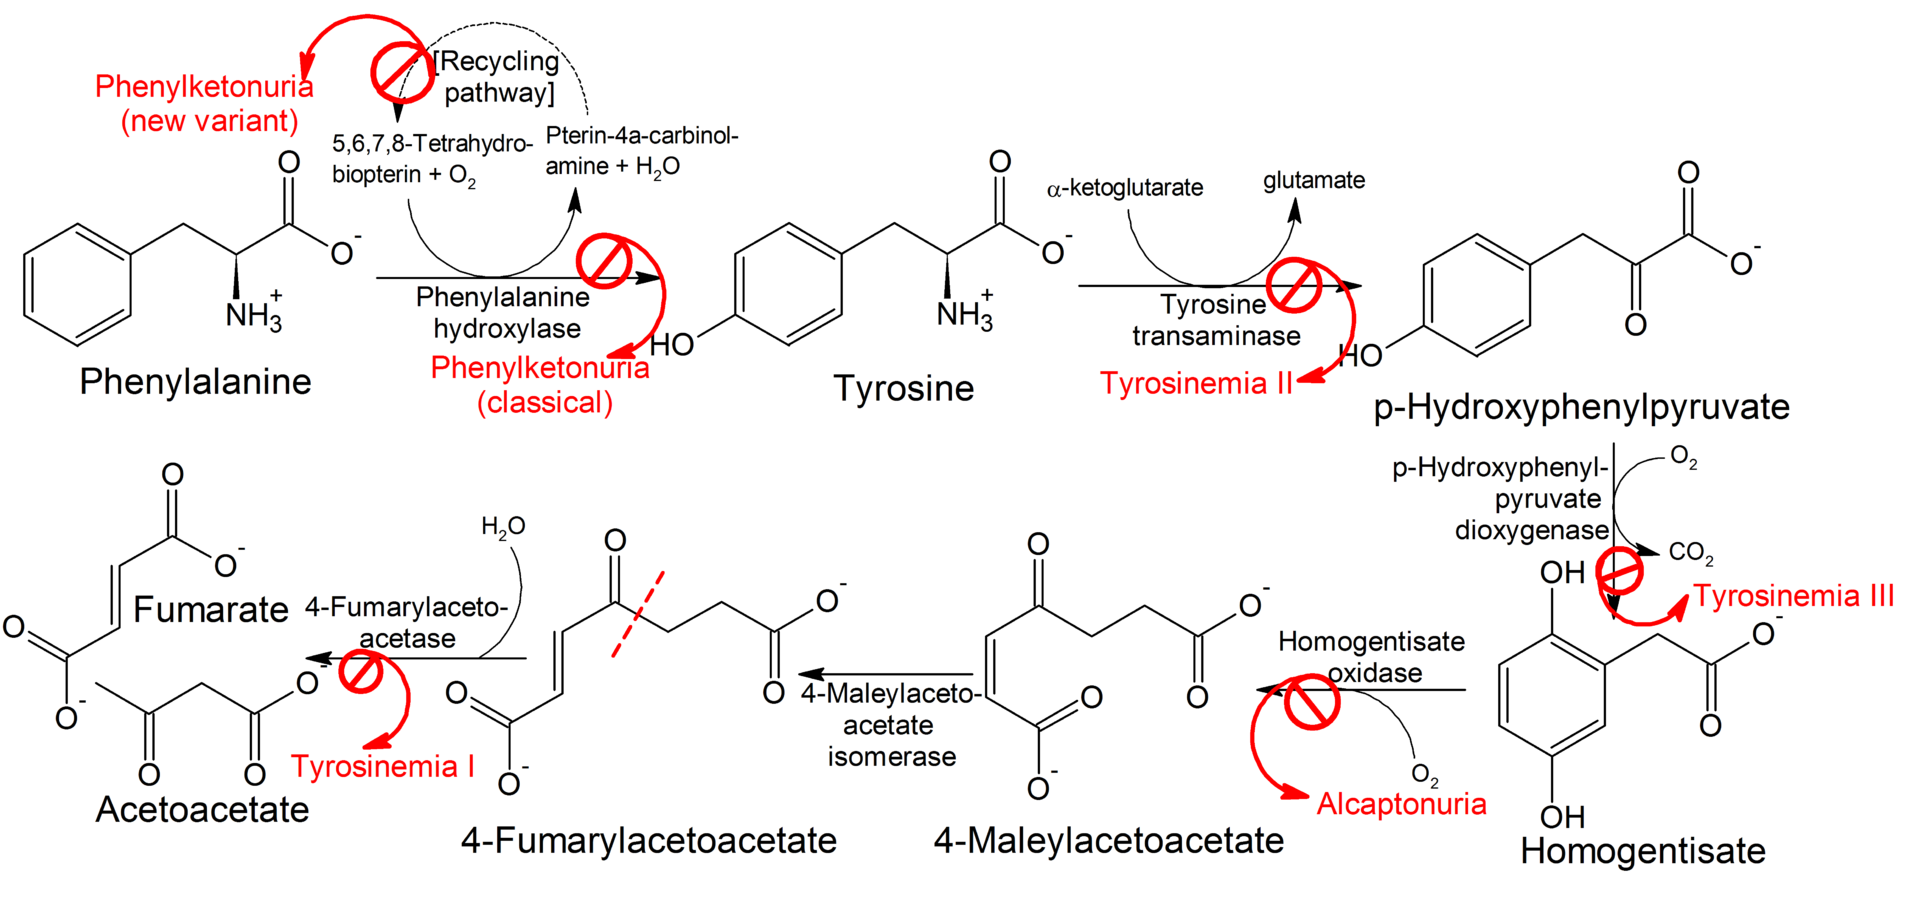 [Recycling
pathway]
Phenylketonuria
(new variant)
5,6,7,8-Tetrahydro-
biopterin + O2
Pterin-4a-carbinol-
amine + H2O
O
O-
NH3+
Phenylalanine
Phenylalanine
hydroxylase
Phenylketonuria
(classical)
O
O-
NH3+
HO
Tyrosine
α-ketoglutarate
glutamate
Tyrosine
transaminase
Tyrosinemia II
O
O-
O
HO
p-Hydroxyphenylpyruvate
p-Hydroxyphenyl-
pyruvate
dioxygenase
O2
CO2
Tyrosinemia III
OH
O-
O
OH
Homogentisate
Homogentisate
oxidase
O2
Alcaptonuria
O
O-
O
O
O-
4-Maleylacetoacetate
4-Maleylaceto-
acetate
isomerase
O
O-
O
O
O-
4-Fumarylacetoacetate
H2O
4-Fumarylaceto-
acetase
Tyrosinemia I
O
O-
O
O-
Fumarate
O-
O
O
Acetoacetate